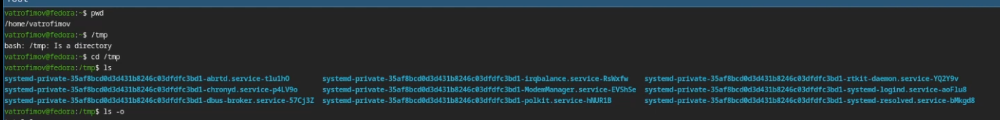 vatrofimov@fedora:~$ pwd
/home/vatrofimov
vatrofimov@fedora:~$ /tmp
bash: /tmp: Is a directory
vatrofimov@fedora:~$ cd /tmp
vatrofimov@fedora:/tmp$ ls
systemd-private-35af8bcd0d3d431b8246c03dfdfc3bd1-abrtd.service-tlu1hO systemd-private-35af8bcd0d3d431b8246c03dfdfc3bd1-irqbalance.service-RsWxfw systemd-private-35af8bcd0d3d431b8246c03dfdfc3bd1-rtkit-daemon.service-YQ2Y9v
systemd-private-35af8bcd0d3d431b8246c03dfdfc3bd1-chronyd.service-p4LV9o systemd-private-35af8bcd0d3d431b8246c03dfdfc3bd1-ModemManager.service-EVShSe systemd-private-35af8bcd0d3d431b8246c03dfdfc3bd1-systemd-logind.service-aoFlu8
systemd-private-35af8bcd0d3d431b8246c03dfdfc3bd1-dbus-broker.service-57Cj3Z systemd-private-35af8bcd0d3d431b8246c03dfdfc3bd1-polkit.service-hNUR1B systemd-private-35af8bcd0d3d431b8246c03dfdfc3bd1-systemd-resolved.service-bMkgd8
vatrofimov@fedora:/tmp$ ls -o